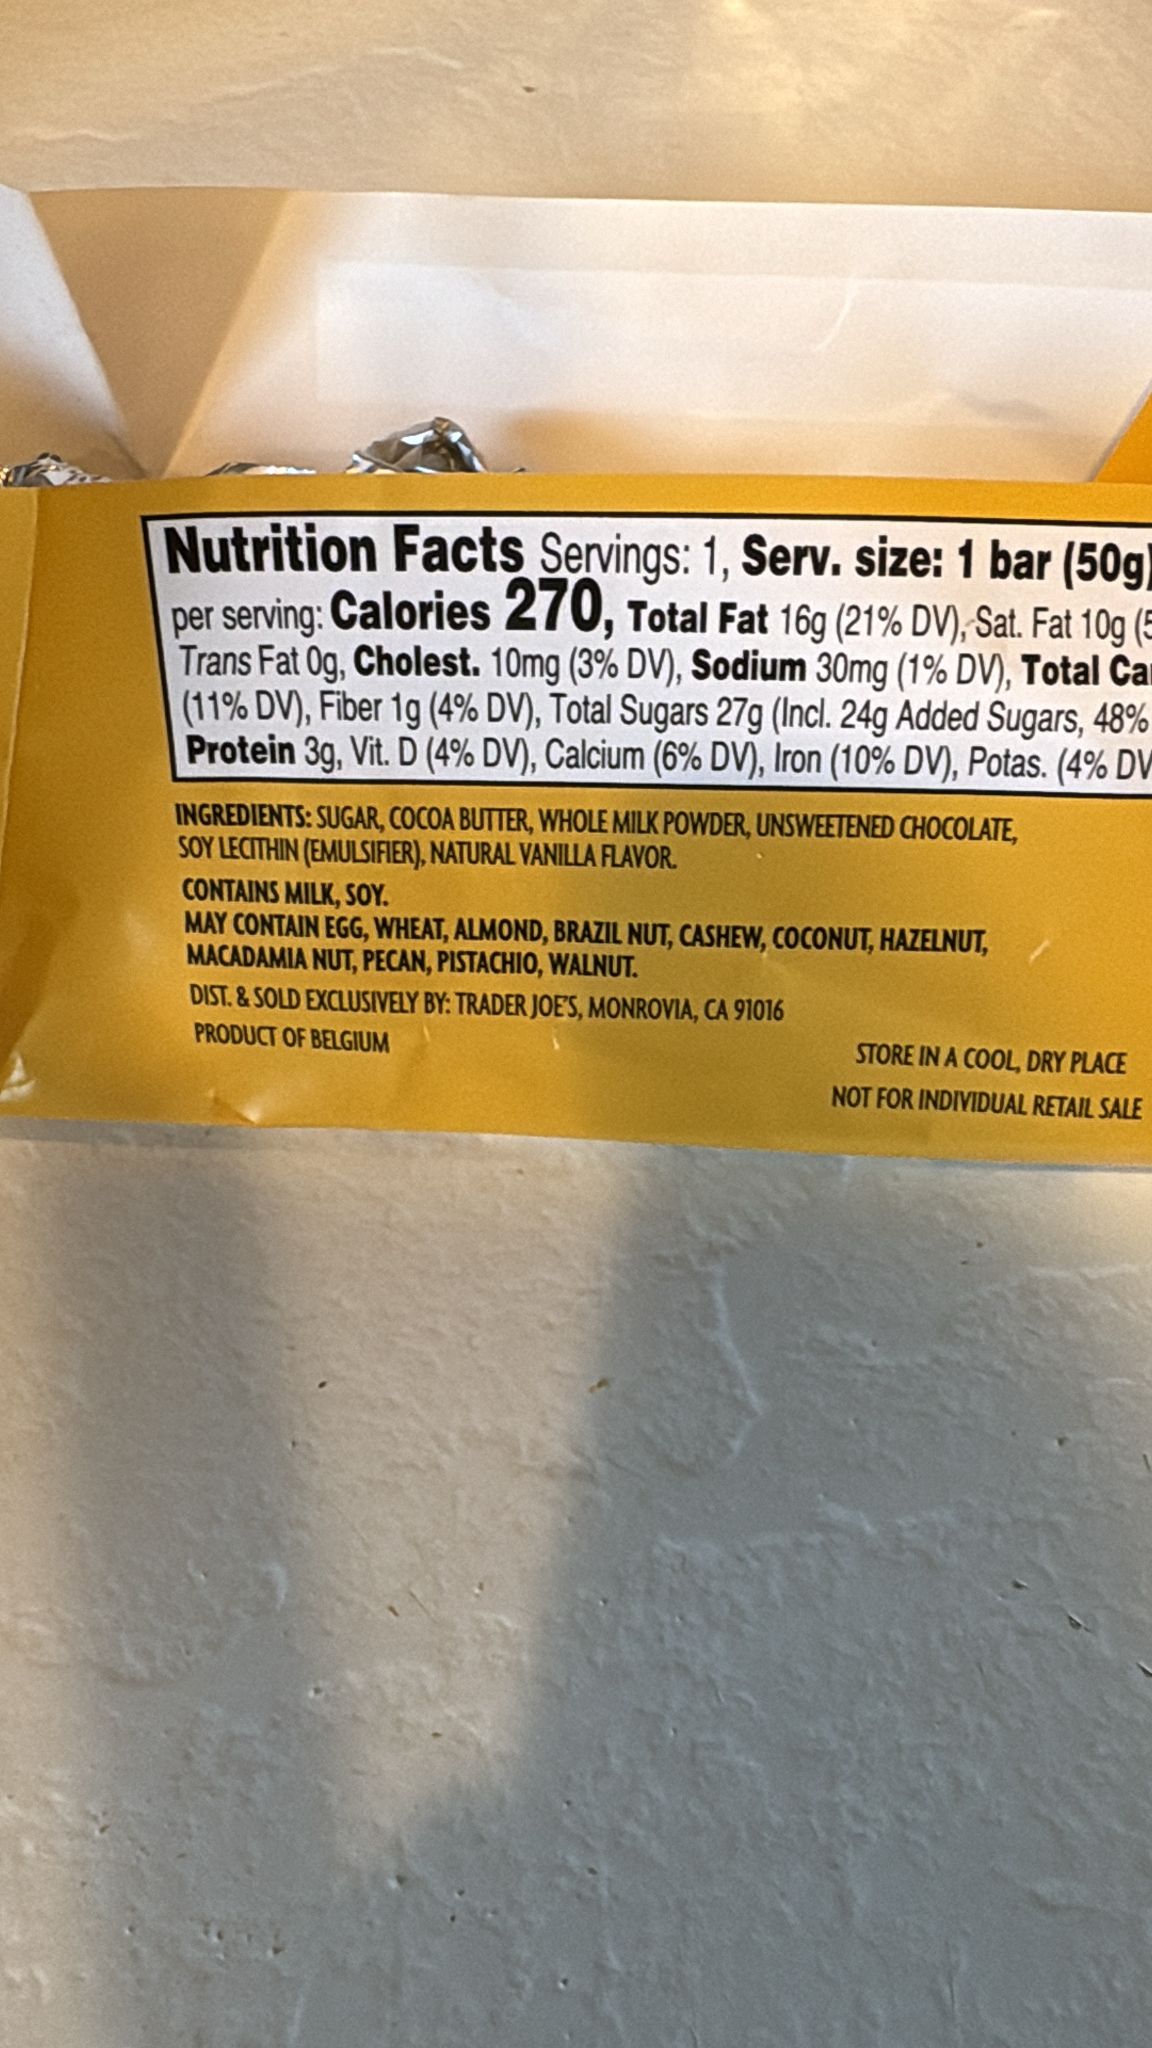 Nutrition Facts Servings: 1, Serv. size: 1 bar (50g)
per serving: Calories 270, Total Fat 16g (21% DV), Sat. Fat 10g (5
Trans Fat 0g, Cholest. 10mg (3% DV), Sodium 30mg (1% DV), Total Ca
(11% DV), Fiber 1g (4% DV), Total Sugars 27g (Incl. 24g Added Sugars, 48%
Protein 3g, Vit. D (4% DV), Calcium (6% DV), Iron (10% DV), Potas. (4% DV
INGREDIENTS: SUGAR, COCOA BUTTER, WHOLE MILK POWDER, UNSWEETENED CHOCOLATE,
SOY LECITHIN (EMULSIFIER), NATURAL VANILLA FLAVOR.
CONTAINS MILK, SOY.
MAY CONTAIN EGG, WHEAT, ALMOND, BRAZIL NUT, CASHEW, COCONUT, HAZELNUT,
MACADAMIA NUT, PECAN, PISTACHIO, WALNUT.
DIST. & SOLD EXCLUSIVELY BY: TRADER JOE'S, MONROVIA, CA 91016
PRODUCT OF BELGIUM
STORE IN A COOL, DRY PLACE
NOT FOR INDIVIDUAL RETAIL SALE